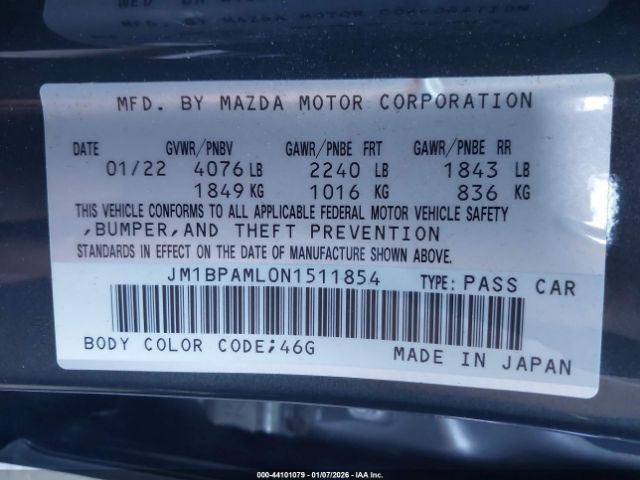 MFD. BY MAZDA MOTOR CORPORATION
DATE GVWR/PNBV GAWR/PNBE FRT GAWR/PNBE RR
01/22 4076 LB 2240 LB 1843 LB
1849 KG 1016 KG 836 KG
THIS VEHICLE CONFORMS TO ALL APPLICABLE FEDERAL MOTOR VEHICLE SAFETY
,BUMPER,AND THEFT PREVENTION
STANDARDS IN EFFECT ON THE DATE OF MANUFACTURE SHOWN ABOVE.
JM1BPAML0N1511854 TYPE: PASS CAR
BODY COLOR CODE;46G MADE IN JAPAN
000-44101079 | 01/07/2026 - IAAI.com